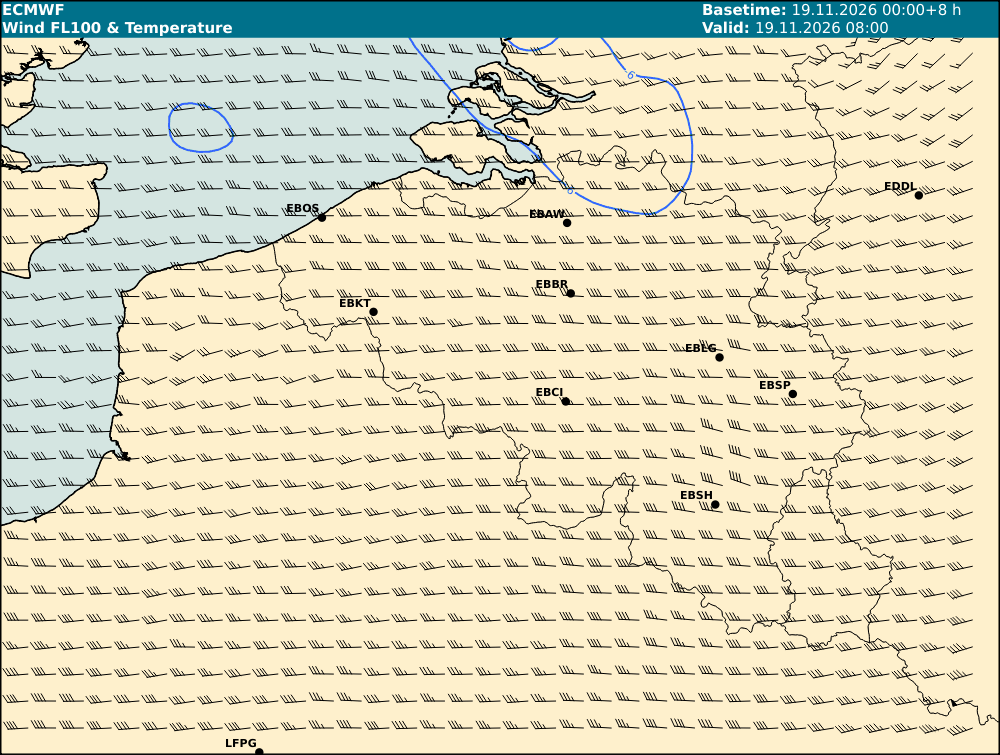 ECMWF
Basetime: 19.11.2026 00:00+8 h
Wind FL100 & Temperature
Valid: 19.11.2026 08:00
EDDL
EBOS
EBAW
EBBR
EBKT
EBLG
EBSP
EBCI
EBSH
LFPG